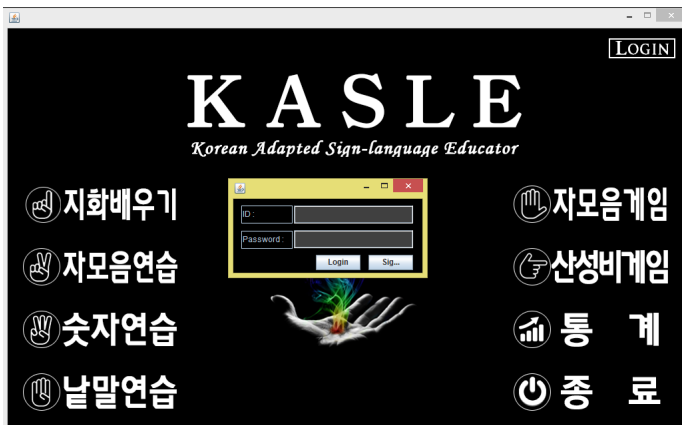 LOGIN
KASLE
Korean Adapted Sign-language Educator
지화배우기
자모음연습
숫자연습
낱말연습
ID :
Password :
Login
Sig...
자모음게임
산성비게임
통 계
종 료